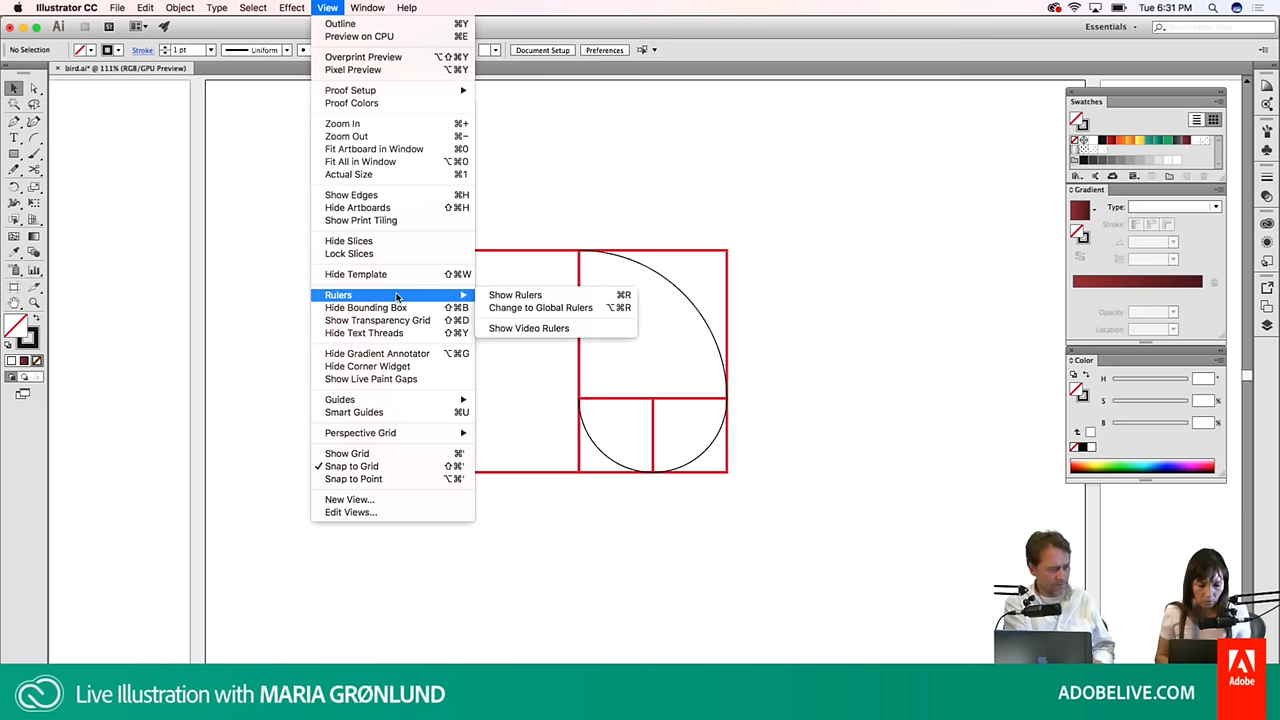 Illustrator CC File Edit Object Type Select Effect View Window Help
Tue 6:31 PM
Ai Br St
Essentials
No Selection Stroke: 1 pt Uniform Document Setup Preferences
× bird.ai* @ 111% (RGB/GPU Preview)
Outline ⌘Y
Preview on CPU ⌘E
Overprint Preview ⌥⇧⌘Y
Pixel Preview ⌥⌘Y
Proof Setup
Proof Colors
Zoom In ⌘+
Zoom Out ⌘−
Fit Artboard in Window ⌘0
Fit All in Window ⌥⌘0
Actual Size ⌘1
Show Edges ⌘H
Hide Artboards ⇧⌘H
Show Print Tiling
Hide Slices
Lock Slices
Hide Template ⇧⌘W
Rulers
Hide Bounding Box ⇧⌘B
Show Transparency Grid ⇧⌘D
Hide Text Threads ⇧⌘Y
Hide Gradient Annotator ⌥⌘G
Hide Corner Widget
Show Live Paint Gaps
Guides
Smart Guides ⌘U
Perspective Grid
Show Grid ⌘'
✓ Snap to Grid ⇧⌘'
Snap to Point ⌥⌘'
New View...
Edit Views...
Show Rulers ⌘R
Change to Global Rulers ⌥⌘R
Show Video Rulers
Swatches
Gradient
Type:
Stroke:
Opacity:
Location:
Color
H °
S %
B %
Live Illustration with MARIA GRØNLUND
ADOBELIVE.COM
Adobe